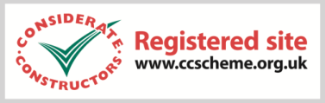 CONSIDERATE
CONSTRUCTORS
Registered site
www.ccscheme.org.uk